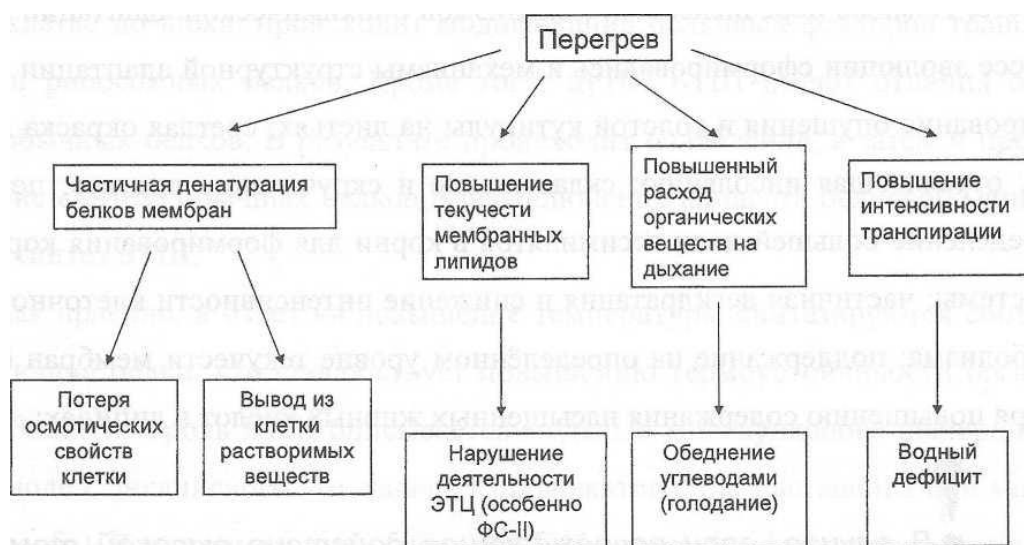 Перегрев
Частичная денатурация
белков мембран
Повышение
текучести
мембранных
липидов
Повышенный
расход
органических
веществ на
дыхание
Повышение
интенсивности
транспирации
Потеря
осмотических
свойств
клетки
Вывод из
клетки
растворимых
веществ
Нарушение
деятельности
ЭТЦ (особенно
ФС-II)
Обеднение
углеводами
(голодание)
Водный
дефицит